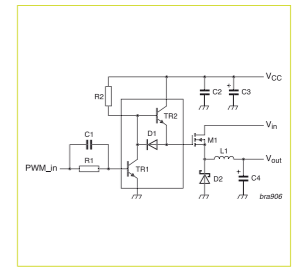 VCC
R2
TR2
C2
C3
+
Vin
D1
M1
C1
L1
Vout
PWM_in
R1
TR1
D2
C4
+
bra906